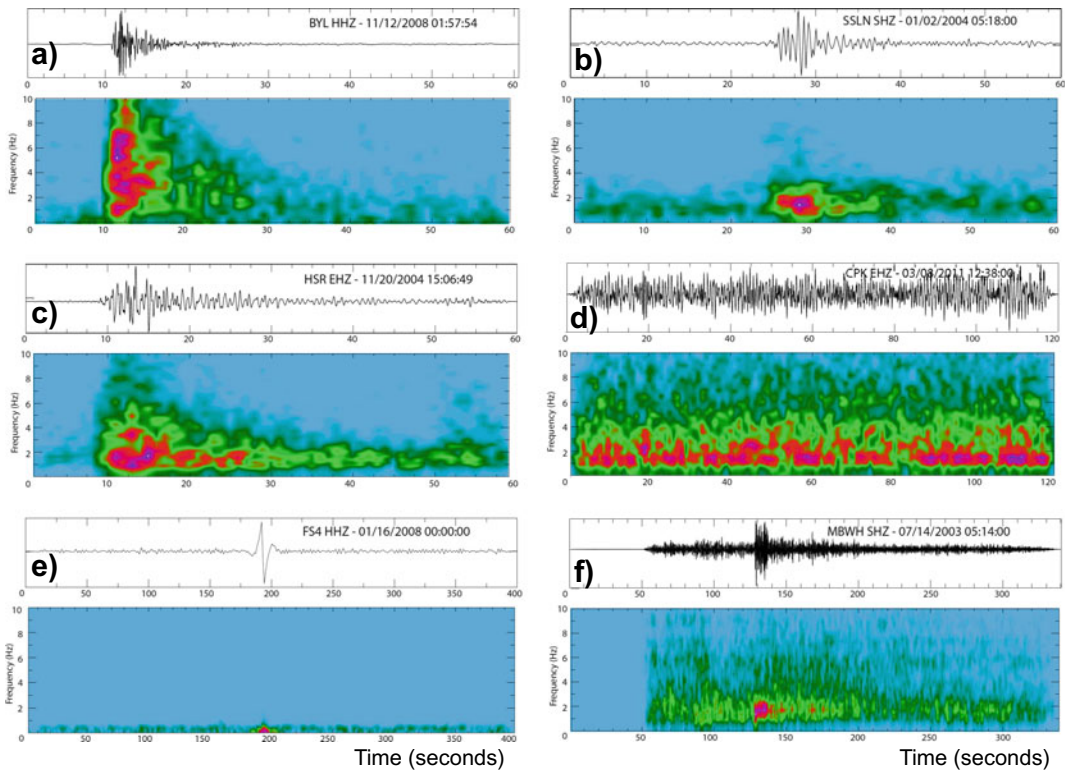 a)
BYL HHZ - 11/12/2008 01:57:54
0 10 20 30 40 50 60
Frequency (Hz)
10 8 6 4 2
0 10 20 30 40 50 60
b)
SSLN SHZ - 01/02/2004 05:18:00
0 10 20 30 40 50 60
Frequency (Hz)
10 8 6 4 2
0 10 20 30 40 50 60
c)
HSR EHZ - 11/20/2004 15:06:49
0 10 20 30 40 50 60
Frequency (Hz)
10 8 6 4 2
0 10 20 30 40 50 60
d)
CPK EHZ - 03/08/2011 12:38:00
20 40 60 80 100 120
Frequency (Hz)
10 8 6 4 2
0 20 40 60 80 100 120
e)
FS4 HHZ - 01/16/2008 00:00:00
0 50 100 150 200 250 300 350 400
Frequency (Hz)
10 8 6 4 2 0
50 100 150 200 250 300 350 400
Time (seconds)
f)
MBWH SHZ - 07/14/2003 05:14:00
0 50 100 150 200 250 300
Frequency (Hz)
10 8 6 4 2
0 50 100 150 200 250 300
Time (seconds)